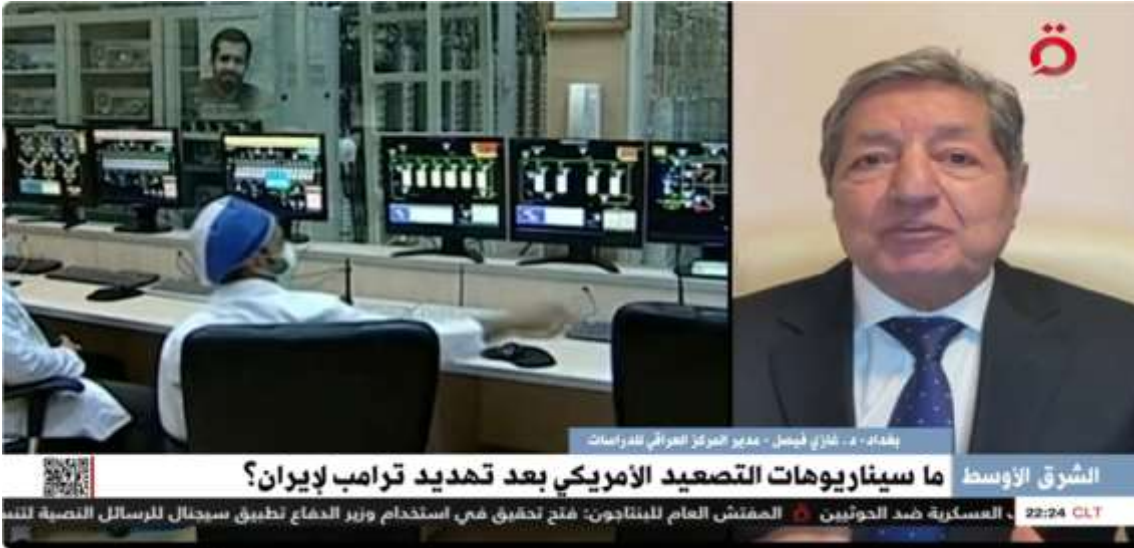 بغداد - د. غازي فيصل - مدير المركز العراقي للدراسات
الشرق الأوسط
ما سيناريوهات التصعيد الأمريكي بعد تهديد ترامب لإيران؟
22:24 CLT
العسكرية ضد الحوثيين
المفتش العام للبنتاجون: فتح تحقيق في استخدام وزير الدفاع تطبيق سيجنال للرسائل النصية